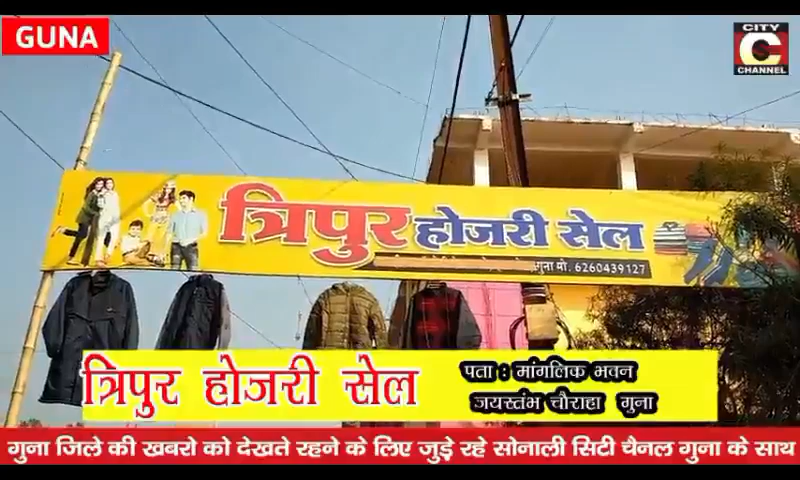 GUNA
CITY
C
CHANNEL
त्रिपुर होजरी सेल
गुना मो. 6260439127
त्रिपुर होजरी सेल
पता : मांगलिक भवन
जयस्तंभ चौराहा गुना
गुना जिले की खबरो को देखते रहने के लिए जुड़े रहे सोनाली सिटी चैनल गुना के साथ